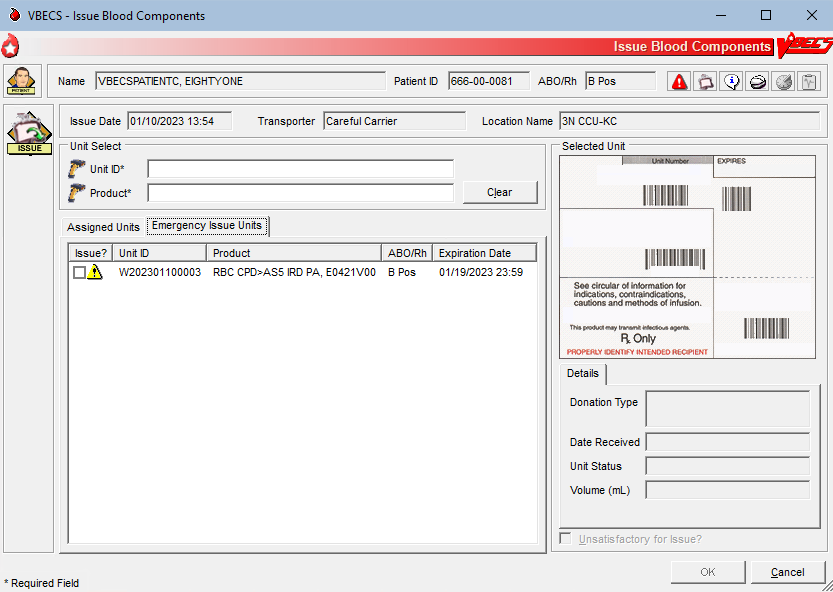 VBECS - Issue Blood Components
Issue Blood Components VBECS
PATIENT
Name VBECSPATIENTC, EIGHTYONE Patient ID 666-00-0081 ABO/Rh B Pos
ISSUE
Issue Date 01/10/2023 13:54 Transporter Careful Carrier Location Name 3N CCU-KC
Unit Select
Unit ID*
Product*
Clear
Assigned Units Emergency Issue Units
Issue? Unit ID Product ABO/Rh Expiration Date
W202301100003 RBC CPD>AS5 IRD PA, E0421V00 B Pos 01/19/2023 23:59
Selected Unit
Unit Number EXPIRES
See circular of information for
indications, contraindications,
cautions and methods of infusion.
This product may transmit infectious agents.
Rx Only
PROPERLY IDENTIFY INTENDED RECIPIENT
Details
Donation Type
Date Received
Unit Status
Volume (mL)
Unsatisfactory for Issue?
OK Cancel
* Required Field